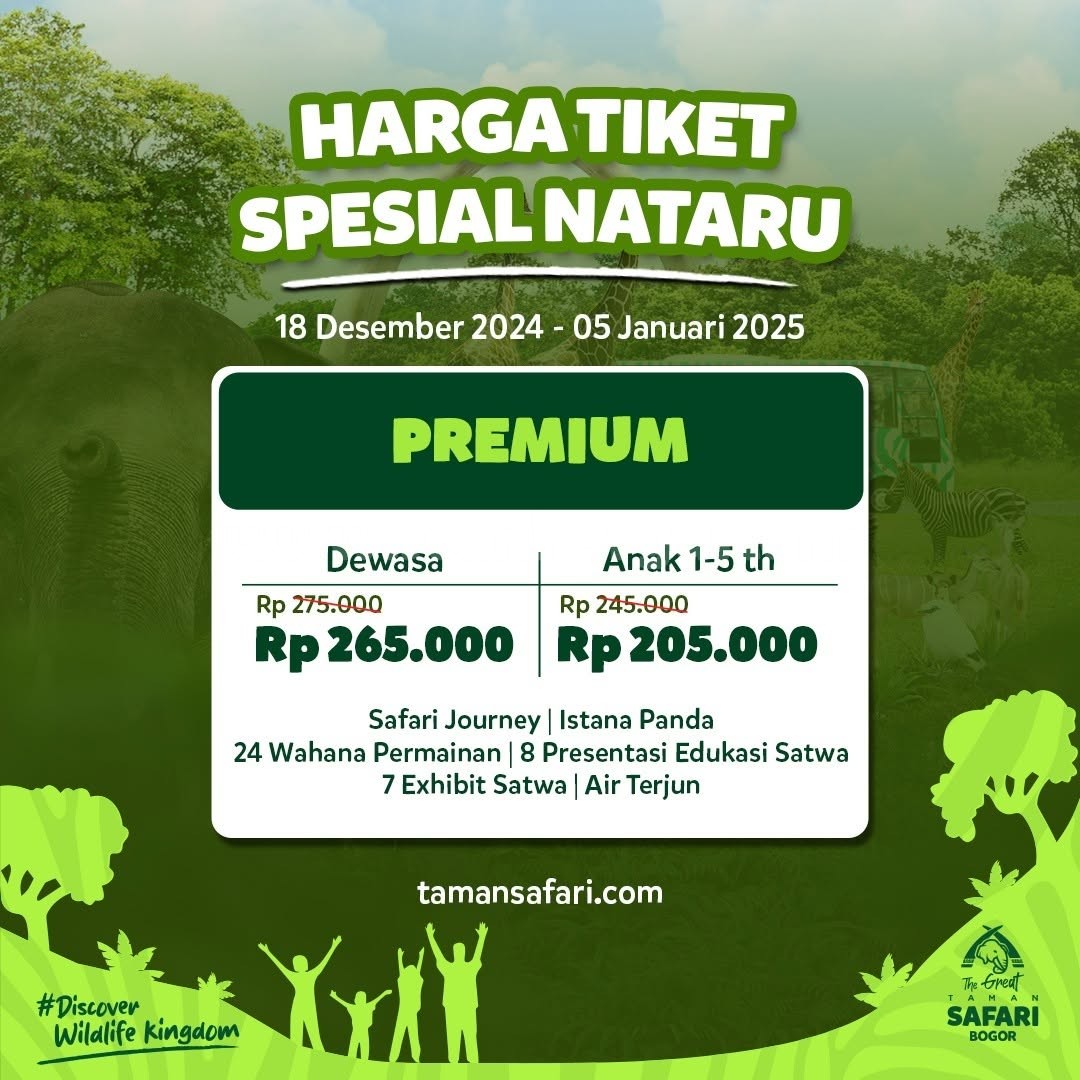 HARGA TIKET
SPESIAL NATARU
18 Desember 2024 - 05 Januari 2025
PREMIUM
Dewasa
Anak 1-5 th
Rp 275.000
Rp 245.000
Rp 265.000
Rp 205.000
Safari Journey | Istana Panda
24 Wahana Permainan | 8 Presentasi Edukasi Satwa
7 Exhibit Satwa | Air Terjun
tamansafari.com
#Discover
Wildlife Kingdom
The Great
TAMAN
SAFARI
BOGOR